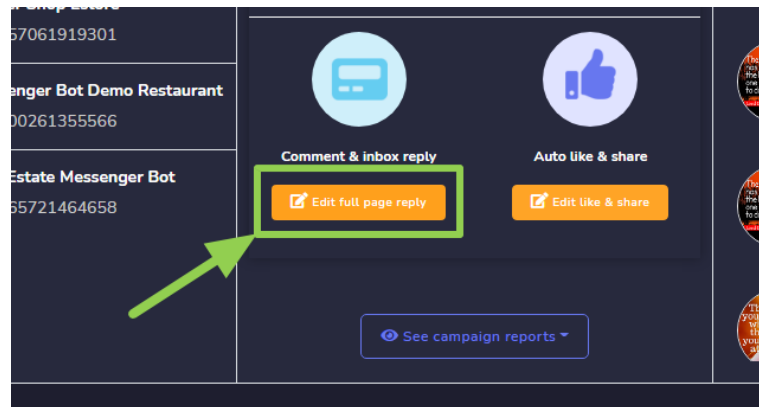 57061919301
enger Bot Demo Restaurant
00261355566
Estate Messenger Bot
65721464658
Comment & inbox reply
Edit full page reply
Auto like & share
Edit like & share
See campaign reports